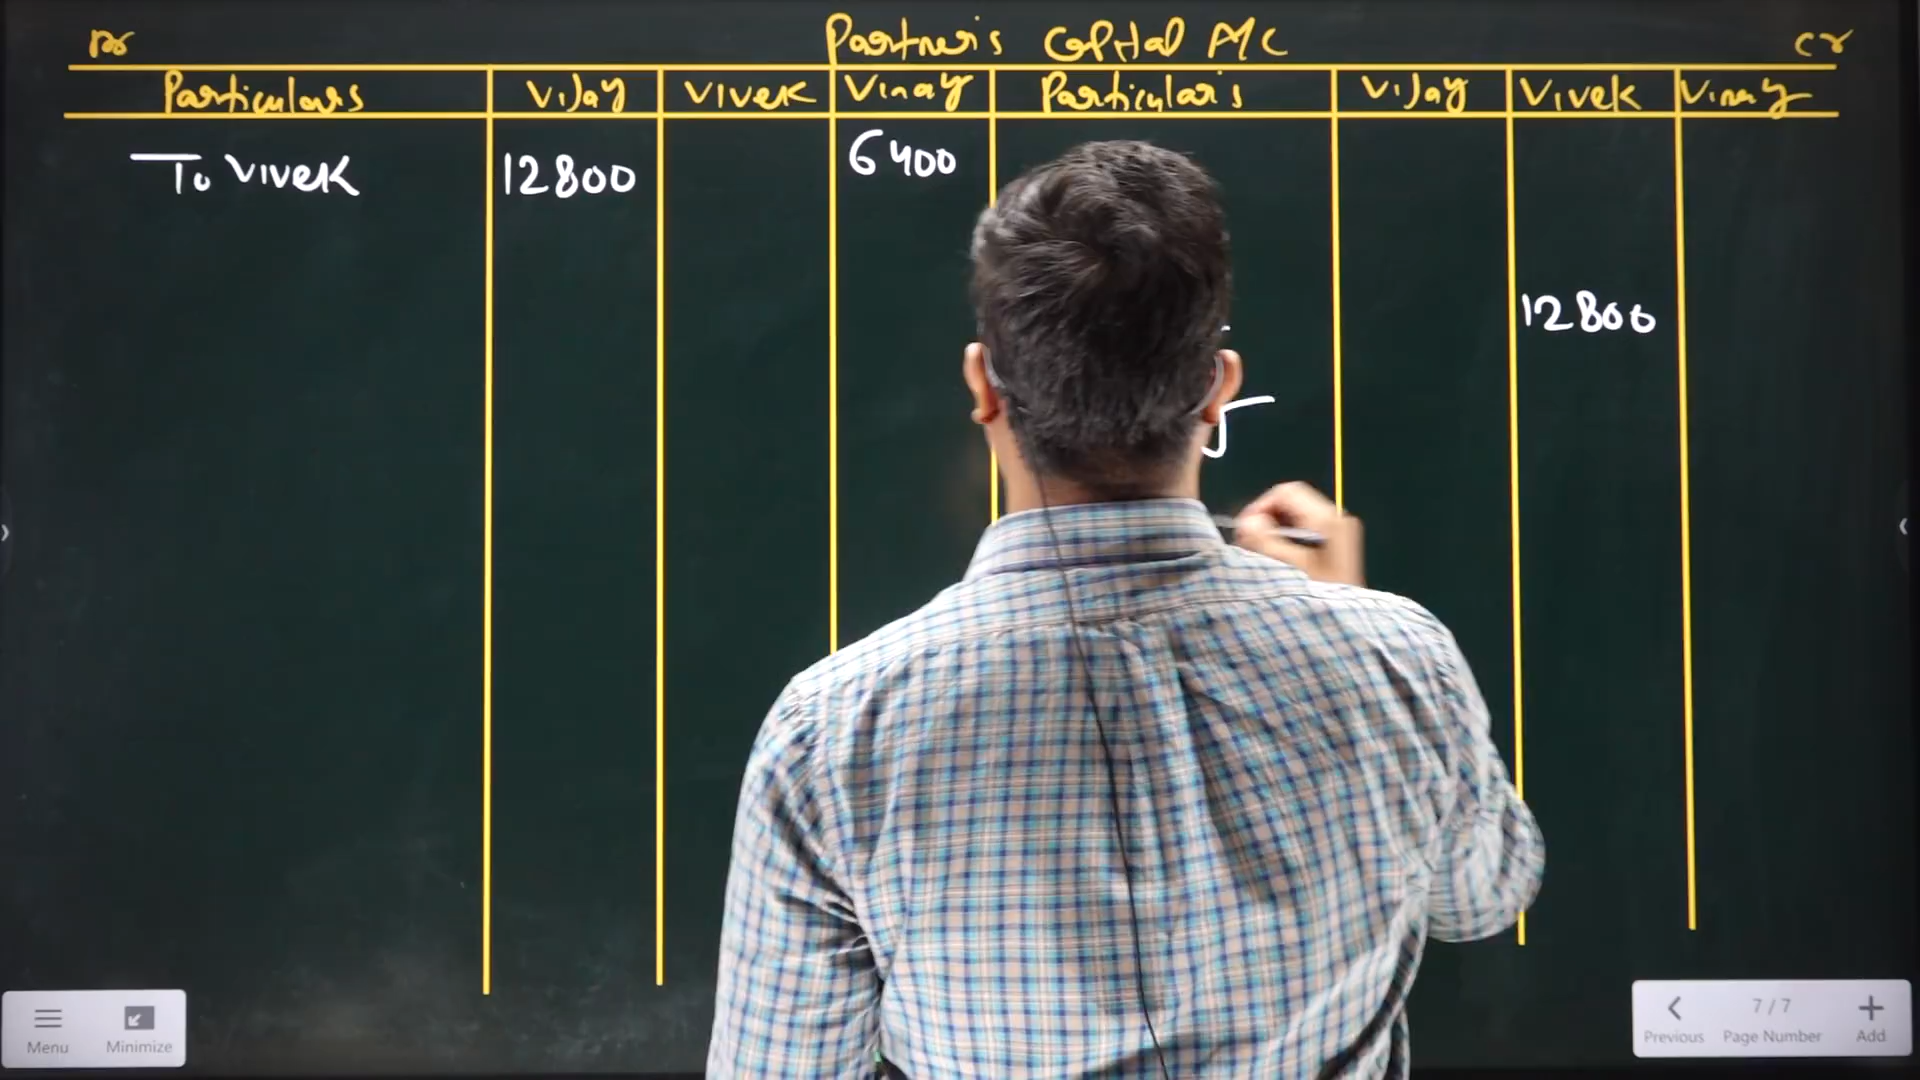 Dr Partner's Capital A/C Cr
Particulars Vijay Vivek Vinay Particulars Vijay Vivek Vinay
To Vivek 12800 6400
12800
Menu Minimize
7/7
Previous Page Number Add